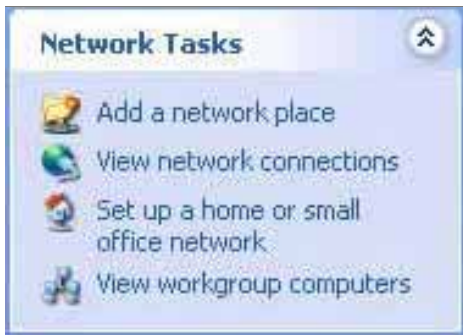 Network Tasks
Add a network place
View network connections
Set up a home or small
office network
View workgroup computers